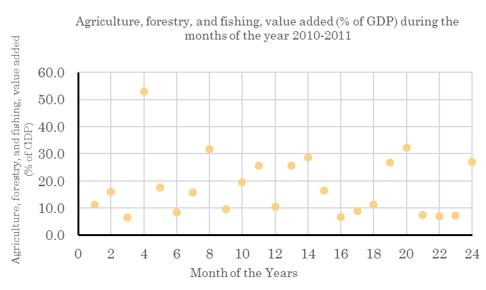 Agriculture, forestry, and fishing, value added (% of GDP) during the
months of the year 2010-2011
Agriculture, forestry, and fishing, value added
(% of GDP)
60.0
50.0
40.0
30.0
20.0
10.0
0.0
0 2 4 6 8 10 12 14 16 18 20 22 24
Month of the Years